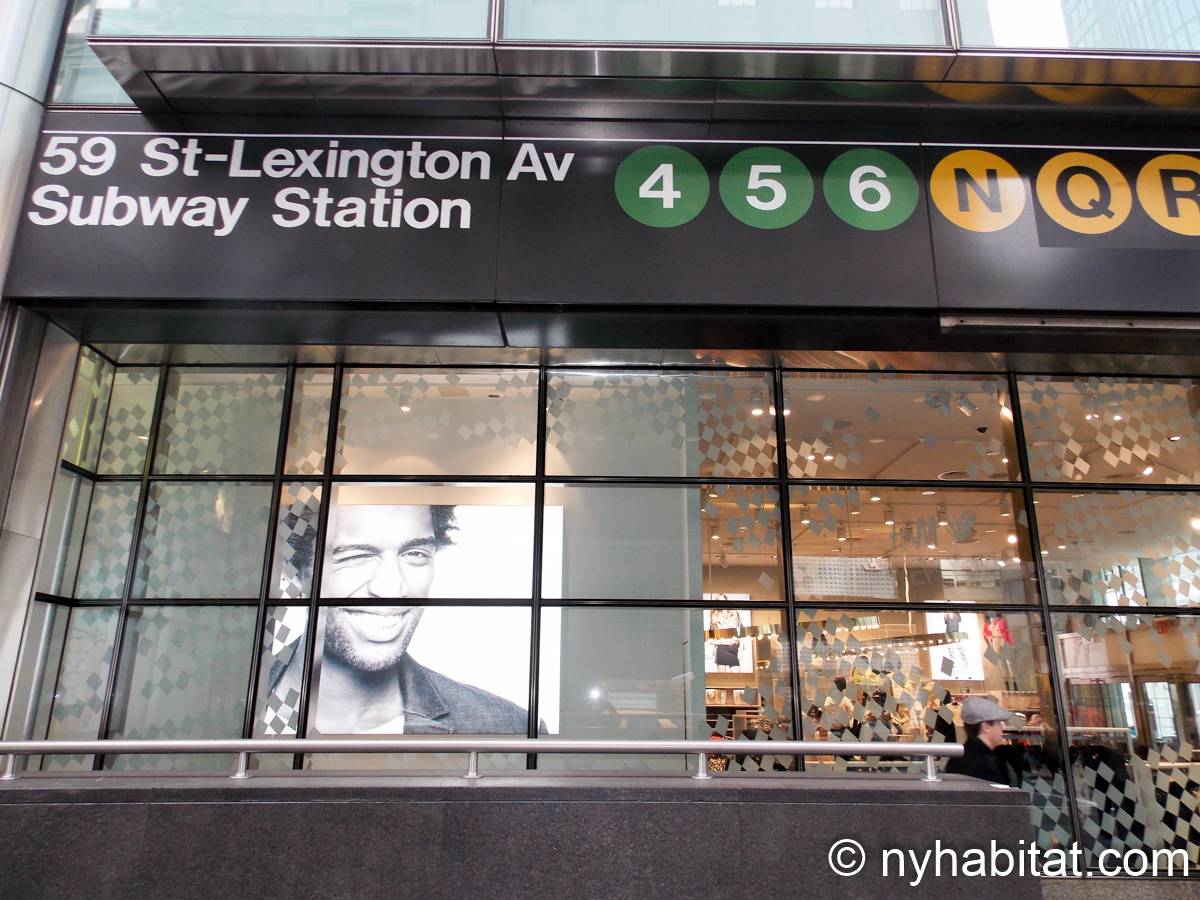 59 St-Lexington Av 4 5 6 N Q R
Subway Station
H&M
© nyhabitat.com